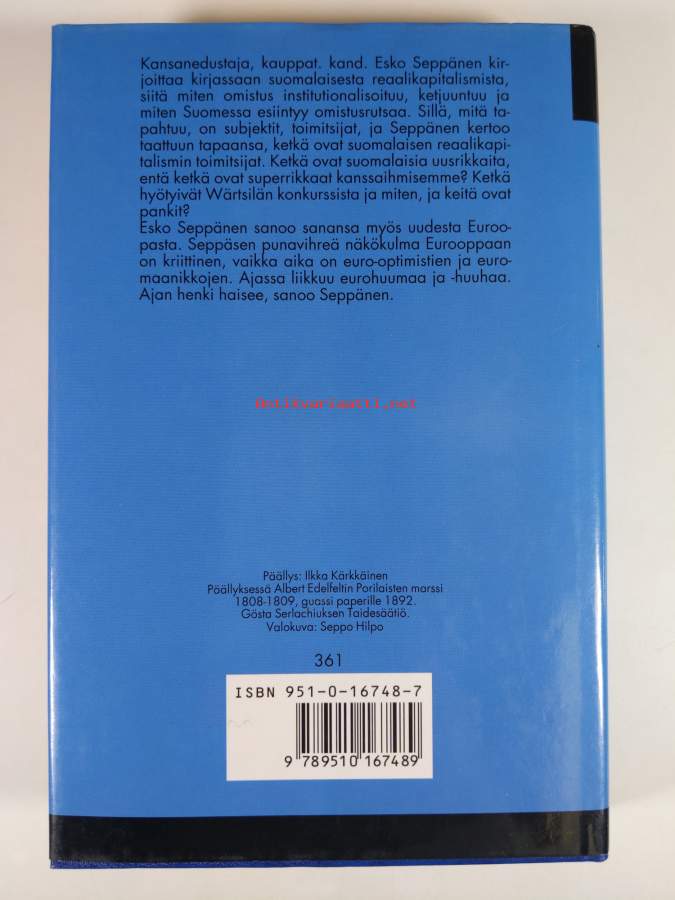 Kansanedustaja, kauppat. kand. Esko Seppänen kir-
joittaa kirjassaan suomalaisesta reaalikapitalismista,
siitä miten omistus institutionalisoituu, ketjuuntuu ja
miten Suomessa esiintyy omistusrutsaa. Sillä, mitä ta-
pahtuu, on subjektit, toimitsijat, ja Seppänen kertoo
tattuun tapaansa, ketkä ovat suomalaisen reaalikapi-
talismin toimitsijat. Ketkä ovat suomalaisia uusrikkaita,
entä ketkä ovat superrikkaat kanssaihmisemme? Ketkä
hyötyivät Wärtsilän konkurssista ja miten, ja keitä ovat
pankit?
Esko Seppänen sanoo sanansa myös uudesta Euroo-
pasta. Seppäsen punavihreä näkökulma Eurooppaan
on kriittinen, vaikka aika on euro-optimistien ja euro-
maanikkojen. Ajassa liikkuu eurohuumaa ja -huuhaa.
Ajan henki haisee, sanoo Seppänen.
Antikvariaatti.net
Päällys: Ilkka Kärkkäinen
Päällyksessä Albert Edelfeltin Porilaisten marssi
1808-1809, guassi paperille 1892.
Gösta Serlachiuksen Taidesäätiö.
Valokuva: Seppo Hilpo
361
ISBN 951-0-16748-7
9 789510 167489